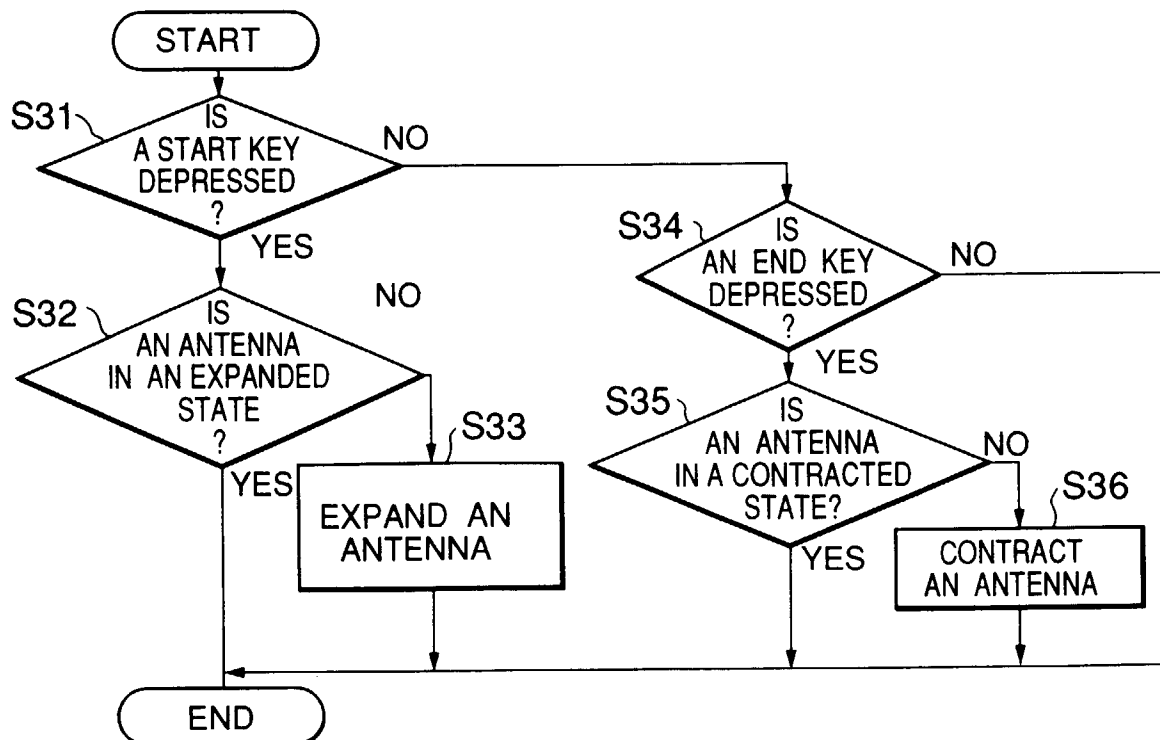 START
S31
IS
A START KEY
DEPRESSED
?
NO
YES
S32
IS
AN ANTENNA
IN AN EXPANDED
STATE
?
NO
YES
S33
EXPAND AN
ANTENNA
S34
IS
AN END KEY
DEPRESSED
?
NO
YES
S35
IS
AN ANTENNA
IN A CONTRACTED
STATE?
NO
YES
S36
CONTRACT
AN ANTENNA
END